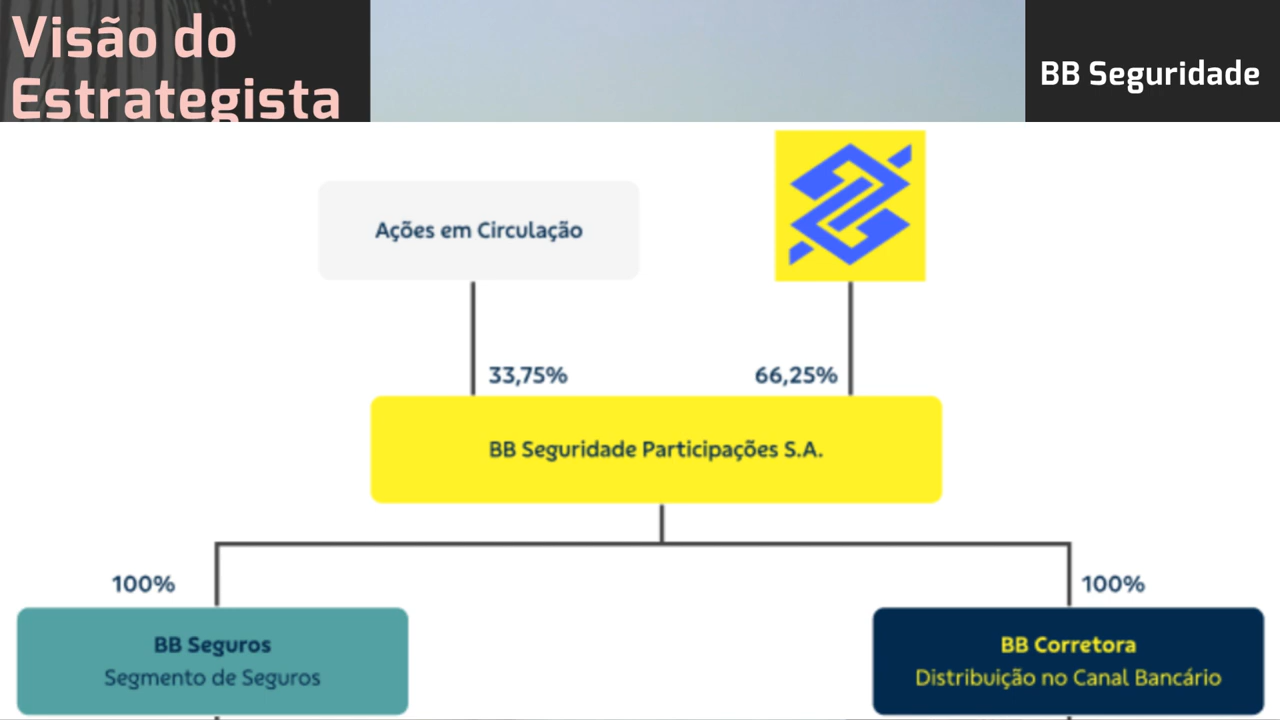 Visão do
Estrategista
BB Seguridade
Ações em Circulação
33,75%
66,25%
BB Seguridade Participações S.A.
100%
100%
BB Seguros
Segmento de Seguros
BB Corretora
Distribuição no Canal Bancário